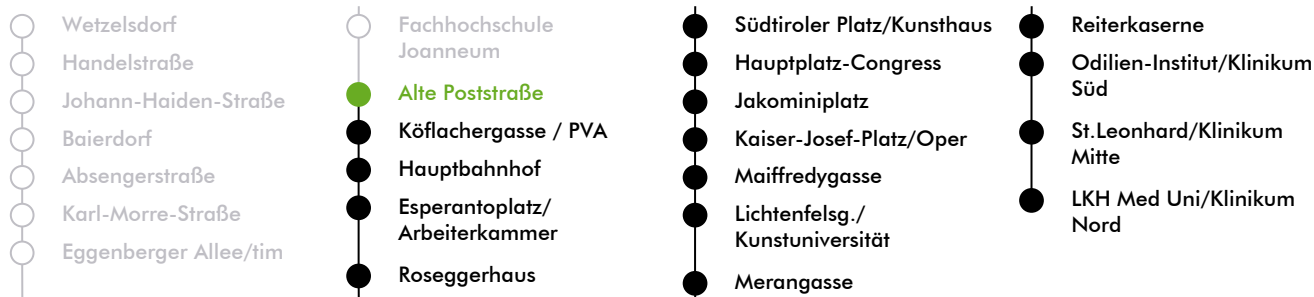 Wetzelsdorf
Handelstraße
Johann-Haiden-Straße
Baierdorf
Absengerstraße
Karl-Morre-Straße
Eggenberger Allee/tim
Fachhochschule
Joanneum
Alte Poststraße
Köflachergasse / PVA
Hauptbahnhof
Esperantoplatz/
Arbeiterkammer
Roseggerhaus
Südtiroler Platz/Kunsthaus
Hauptplatz-Congress
Jakominiplatz
Kaiser-Josef-Platz/Oper
Maiffredygasse
Lichtenfelsg./
Kunstuniversität
Merangasse
Reiterkaserne
Odilien-Institut/Klinikum
Süd
St.Leonhard/Klinikum
Mitte
LKH Med Uni/Klinikum
Nord